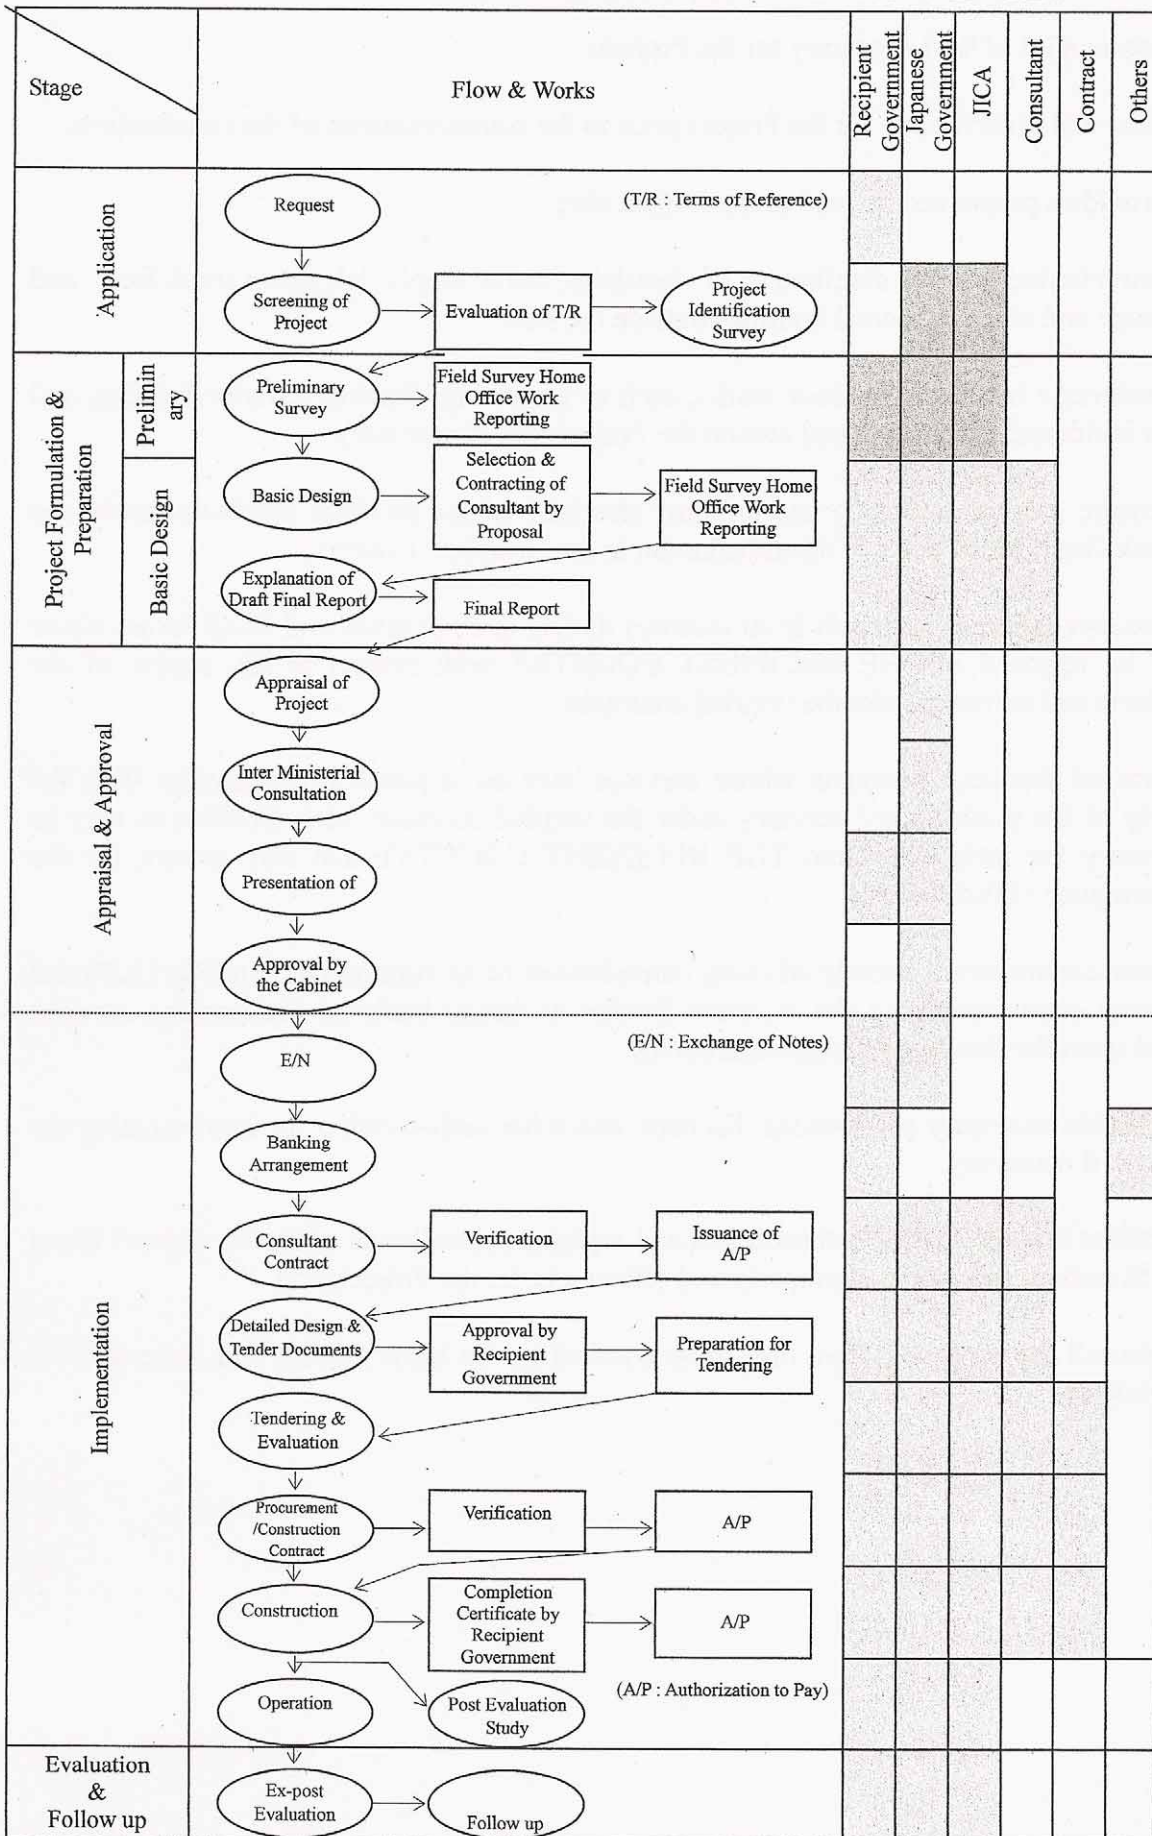 Stage
Flow & Works
Recipient
Government
Japanese
Government
JICA
Consultant
Contract
Others
Application
Request
(T/R : Terms of Reference)
Screening of
Project
Evaluation of T/R
Project
Identification
Survey
Project Formulation &
Preparation
Prelimin
ary
Preliminary
Survey
Field Survey Home
Office Work
Reporting
Basic Design
Basic Design
Selection &
Contracting of
Consultant by
Proposal
Field Survey Home
Office Work
Reporting
Explanation of
Draft Final Report
Final Report
Appraisal & Approval
Appraisal of
Project
Inter Ministerial
Consultation
Presentation of
Approval by
the Cabinet
Implementation
E/N
(E/N : Exchange of Notes)
Banking
Arrangement
Consultant
Contract
Verification
Issuance of
A/P
Detailed Design &
Tender Documents
Approval by
Recipient
Government
Preparation for
Tendering
Tendering &
Evaluation
Procurement
/Construction
Contract
Verification
A/P
Construction
Completion
Certificate by
Recipient
Government
A/P
Operation
Post Evaluation
Study
(A/P : Authorization to Pay)
Evaluation
&
Follow up
Ex-post
Evaluation
Follow up